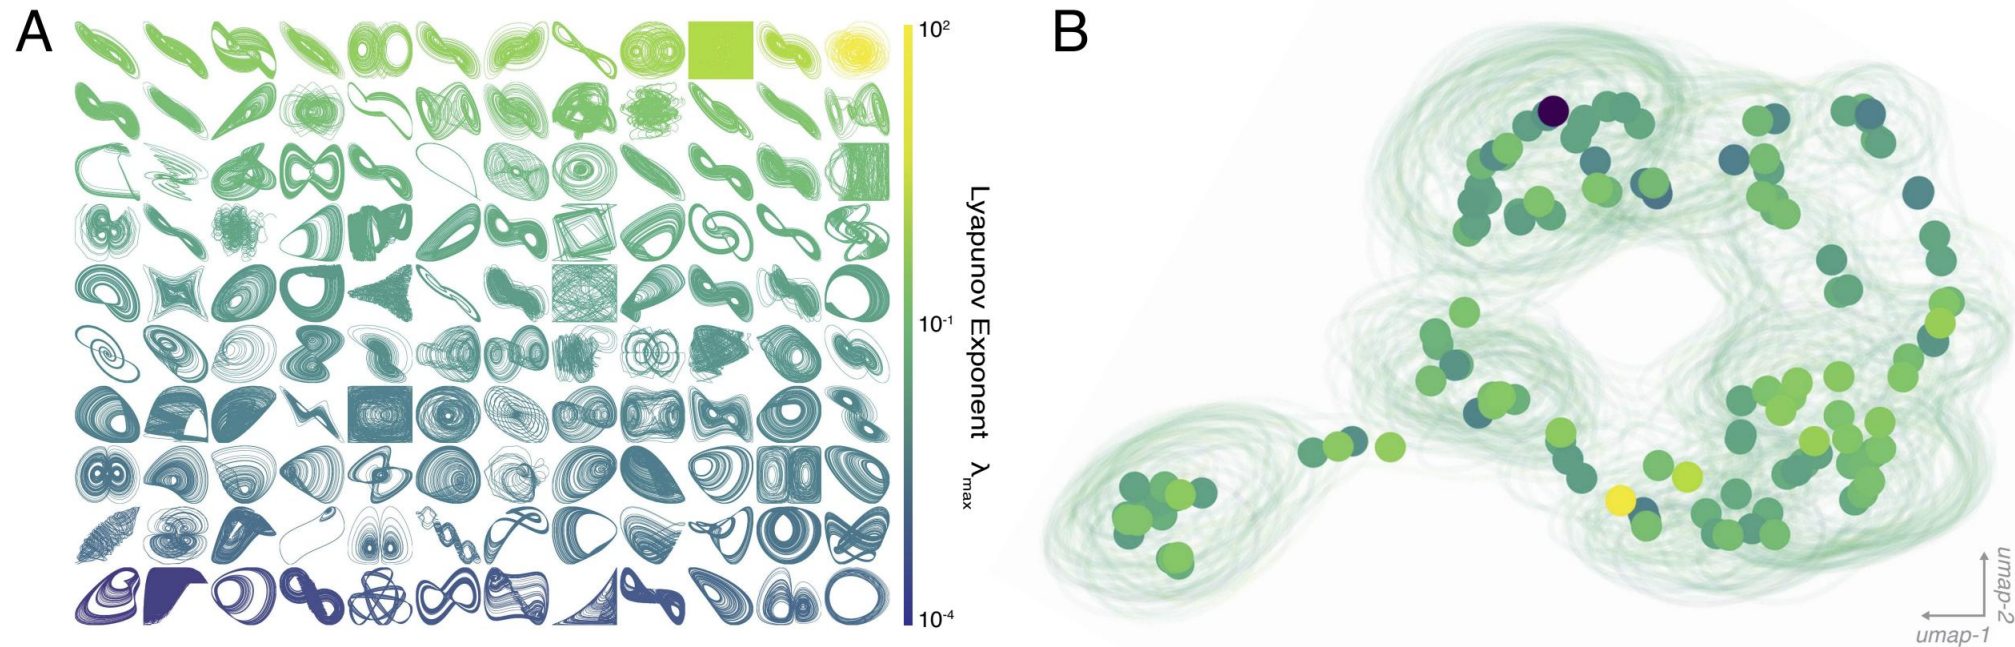 A
10²
10⁻¹
10⁻⁴
Lyapunov Exponent λmax
B
umap-2
umap-1